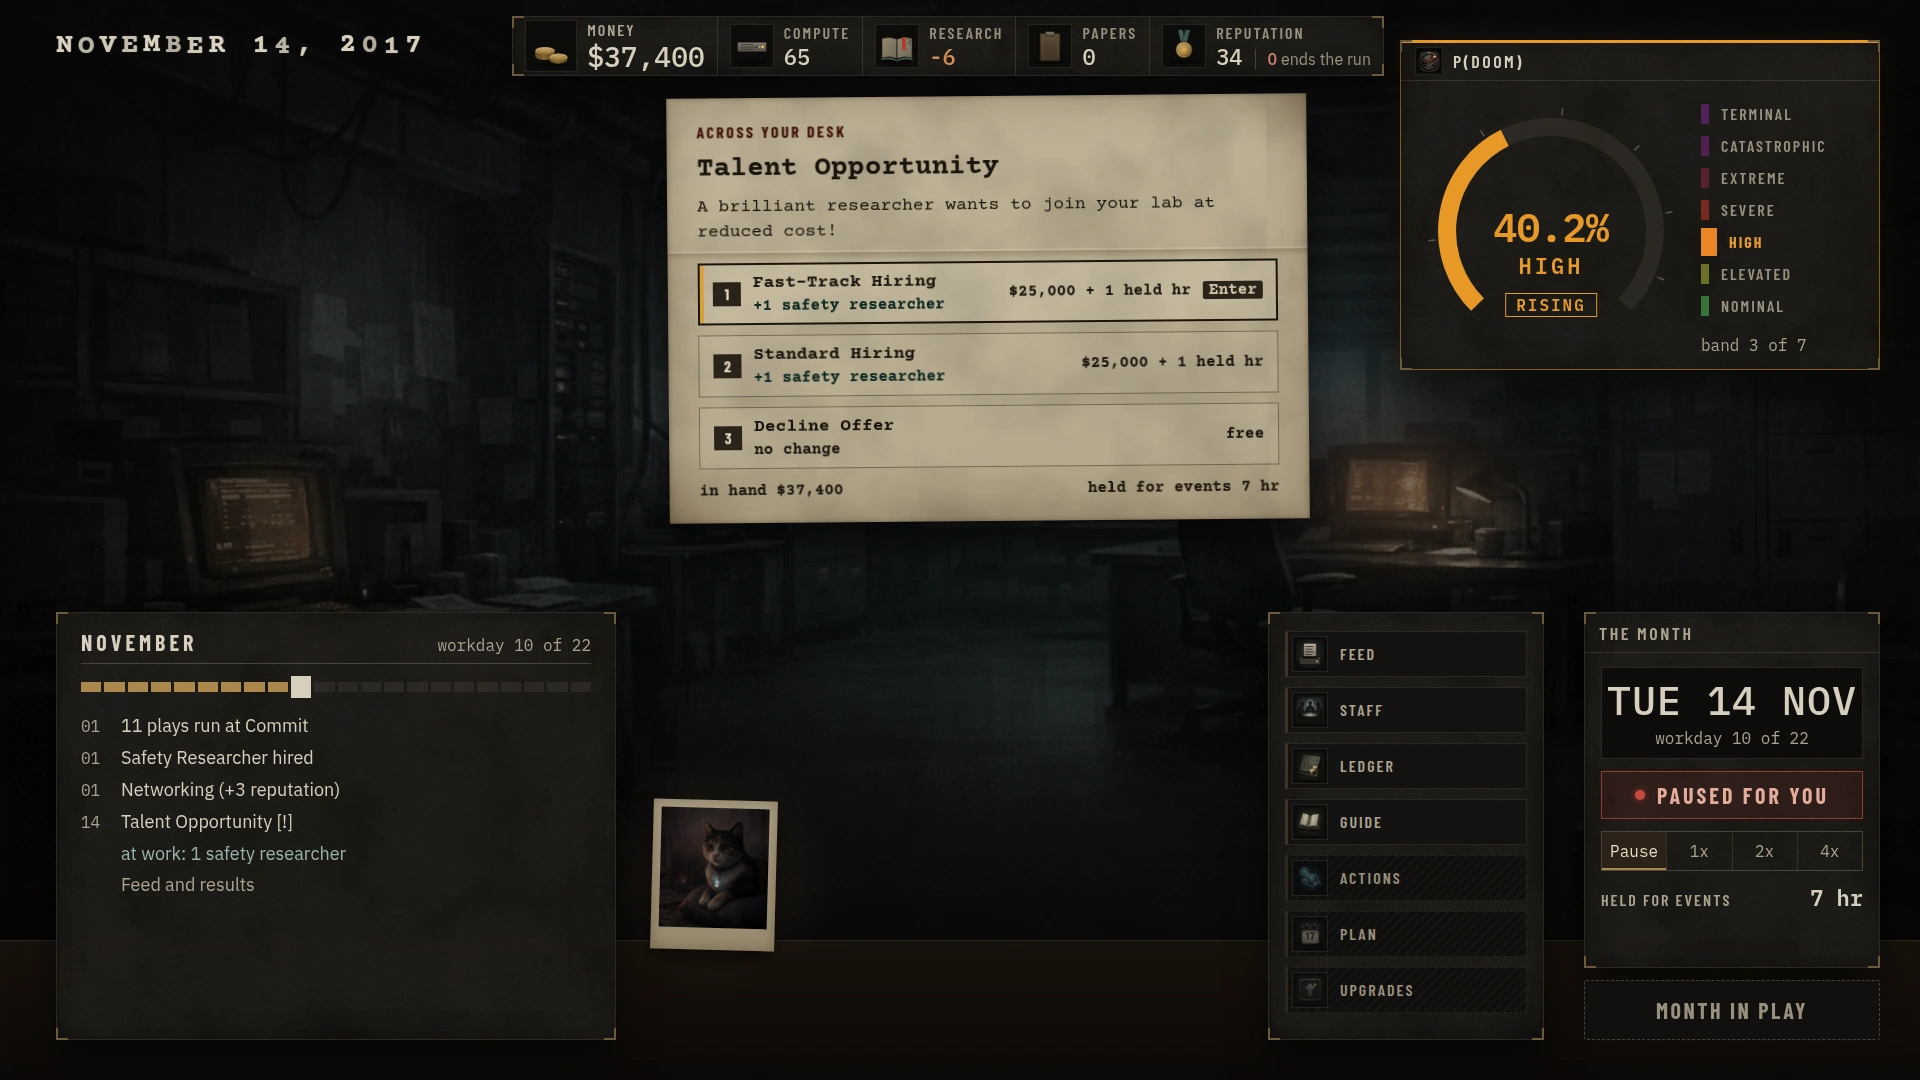 NOVEMBER 14, 2017
MONEY
$37,400
COMPUTE
65
RESEARCH
-6
PAPERS
0
REPUTATION
34 0 ends the run
P(DOOM)
40.2%
HIGH
RISING
TERMINAL
CATASTROPHIC
EXTREME
SEVERE
HIGH
ELEVATED
NOMINAL
band 3 of 7
ACROSS YOUR DESK
Talent Opportunity
A brilliant researcher wants to join your lab at
reduced cost!
1 Fast-Track Hiring $25,000 + 1 held hr Enter
+1 safety researcher
2 Standard Hiring $25,000 + 1 held hr
+1 safety researcher
3 Decline Offer free
no change
in hand $37,400 held for events 7 hr
NOVEMBER workday 10 of 22
01 11 plays run at Commit
01 Safety Researcher hired
01 Networking (+3 reputation)
14 Talent Opportunity [!]
at work: 1 safety researcher
Feed and results
FEED
STAFF
LEDGER
GUIDE
ACTIONS
17 PLAN
UPGRADES
THE MONTH
TUE 14 NOV
workday 10 of 22
PAUSED FOR YOU
Pause 1x 2x 4x
HELD FOR EVENTS 7 hr
MONTH IN PLAY